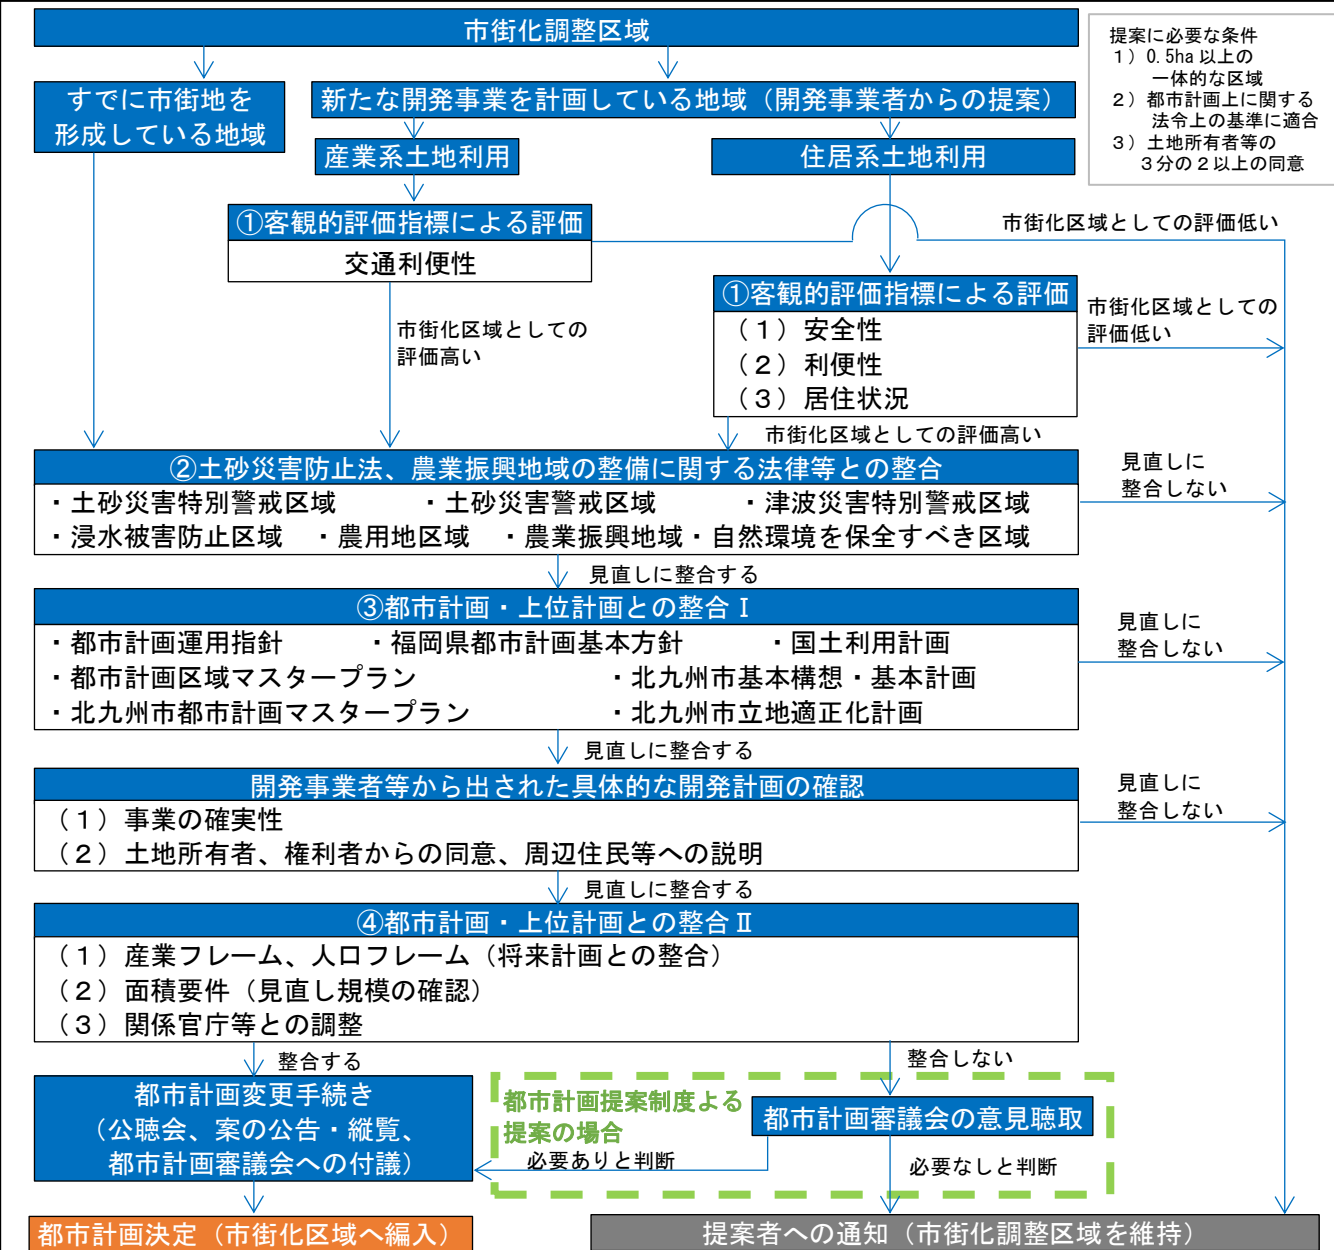 市街化調整区域
提案に必要な条件
1）0.5ha 以上の
一体的な区域
2）都市計画上に関する
法令上の基準に適合
3）土地所有者等の
3分の2以上の同意
すでに市街地を
形成している地域
新たな開発事業を計画している地域（開発事業者からの提案）
産業系土地利用
住居系土地利用
①客観的評価指標による評価
交通利便性
市街化区域としての評価低い
①客観的評価指標による評価
（1）安全性
（2）利便性
（3）居住状況
市街化区域としての
評価低い
市街化区域としての
評価高い
市街化区域としての評価高い
②土砂災害防止法、農業振興地域の整備に関する法律等との整合
・土砂災害特別警戒区域　・土砂災害警戒区域　・津波災害特別警戒区域
・浸水被害防止区域　・農用地区域　・農業振興地域・自然環境を保全すべき区域
見直しに
整合しない
見直しに整合する
③都市計画・上位計画との整合Ⅰ
・都市計画運用指針　・福岡県都市計画基本方針　・国土利用計画
・都市計画区域マスタープラン　・北九州市基本構想・基本計画
・北九州市都市計画マスタープラン　・北九州市立地適正化計画
見直しに
整合しない
見直しに整合する
開発事業者等から出された具体的な開発計画の確認
（1）事業の確実性
（2）土地所有者、権利者からの同意、周辺住民等への説明
見直しに
整合しない
見直しに整合する
④都市計画・上位計画との整合Ⅱ
（1）産業フレーム、人口フレーム（将来計画との整合）
（2）面積要件（見直し規模の確認）
（3）関係官庁等との調整
整合する
整合しない
都市計画変更手続き
（公聴会、案の公告・縦覧、
都市計画審議会への付議）
都市計画提案制度よる
提案の場合
都市計画審議会の意見聴取
必要ありと判断
必要なしと判断
都市計画決定（市街化区域へ編入）
提案者への通知（市街化調整区域を維持）